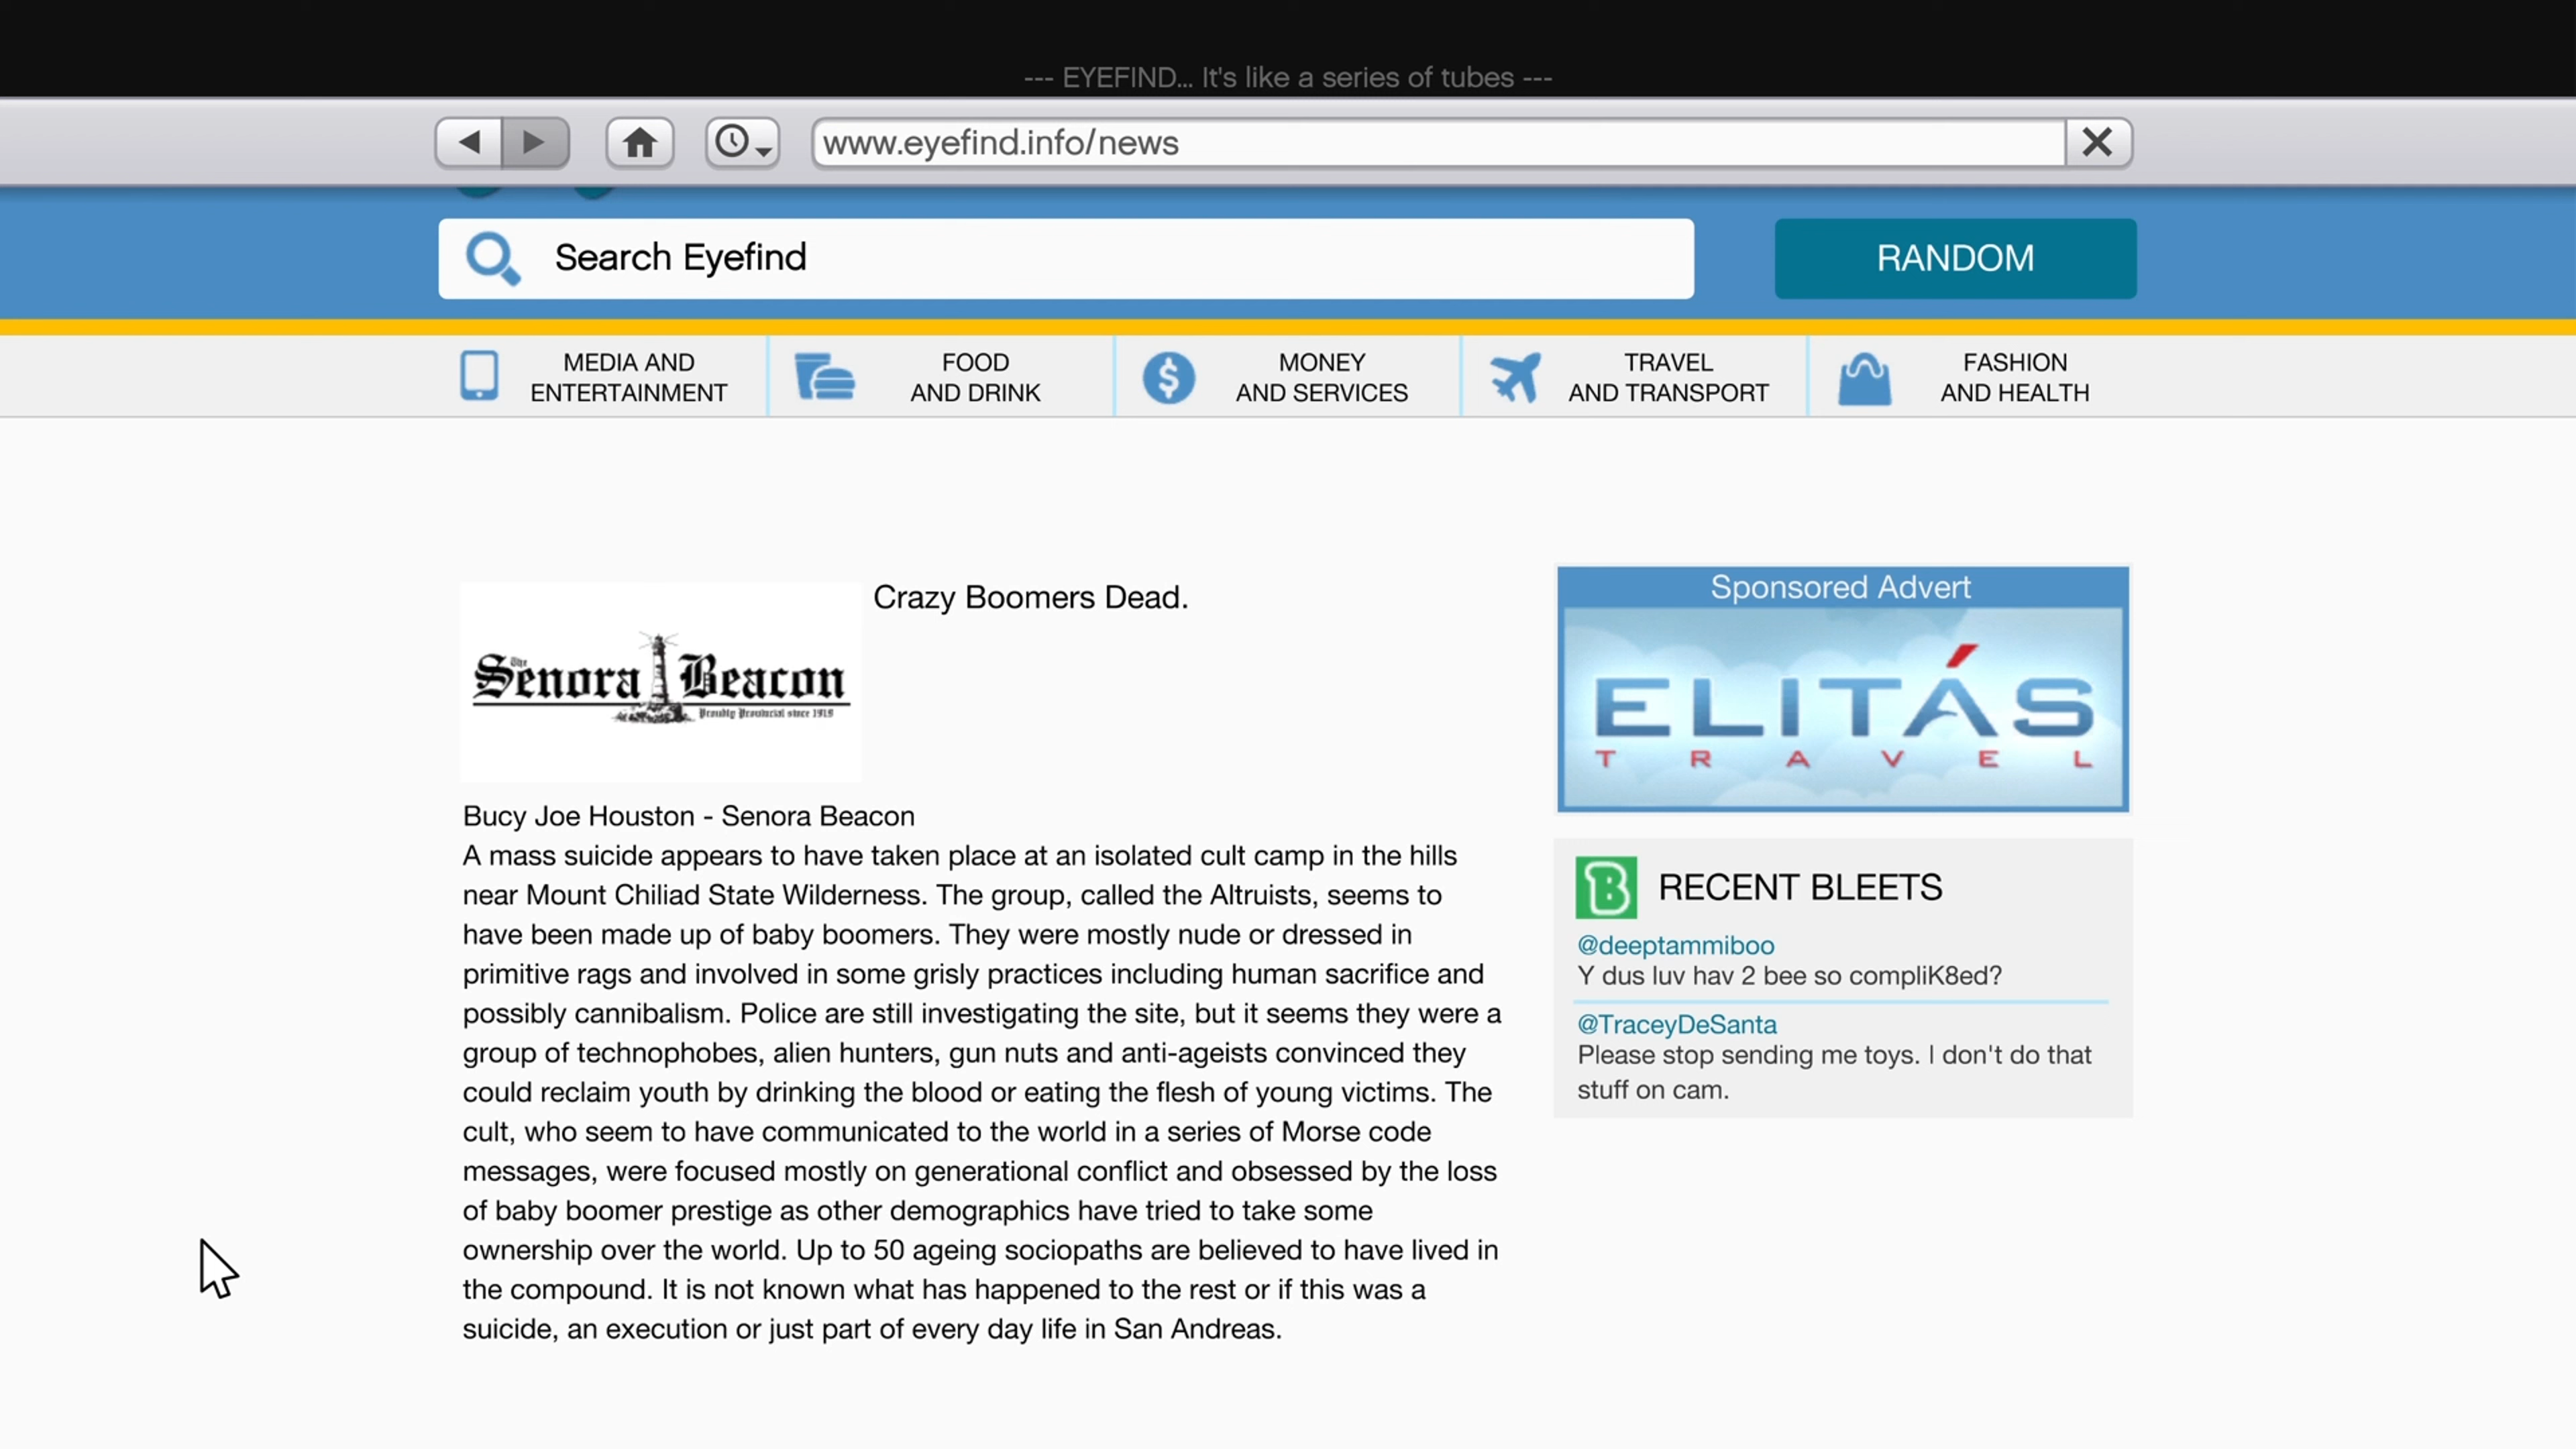 --- EYEFIND... It's like a series of tubes ---
www.eyefind.info/news
Search Eyefind
RANDOM
MEDIA AND
ENTERTAINMENT
FOOD
AND DRINK
MONEY
AND SERVICES
TRAVEL
AND TRANSPORT
FASHION
AND HEALTH
The Senora Beacon
Proudly Provincial since 1919
Crazy Boomers Dead.
Bucy Joe Houston - Senora Beacon
A mass suicide appears to have taken place at an isolated cult camp in the hills
near Mount Chiliad State Wilderness. The group, called the Altruists, seems to
have been made up of baby boomers. They were mostly nude or dressed in
primitive rags and involved in some grisly practices including human sacrifice and
possibly cannibalism. Police are still investigating the site, but it seems they were a
group of technophobes, alien hunters, gun nuts and anti-ageists convinced they
could reclaim youth by drinking the blood or eating the flesh of young victims. The
cult, who seem to have communicated to the world in a series of Morse code
messages, were focused mostly on generational conflict and obsessed by the loss
of baby boomer prestige as other demographics have tried to take some
ownership over the world. Up to 50 ageing sociopaths are believed to have lived in
the compound. It is not known what has happened to the rest or if this was a
suicide, an execution or just part of every day life in San Andreas.
Sponsored Advert
ELITÁS
TRAVEL
B RECENT BLEETS
@deeptammiboo
Y dus luv hav 2 bee so compliK8ed?
@TraceyDeSanta
Please stop sending me toys. I don't do that
stuff on cam.